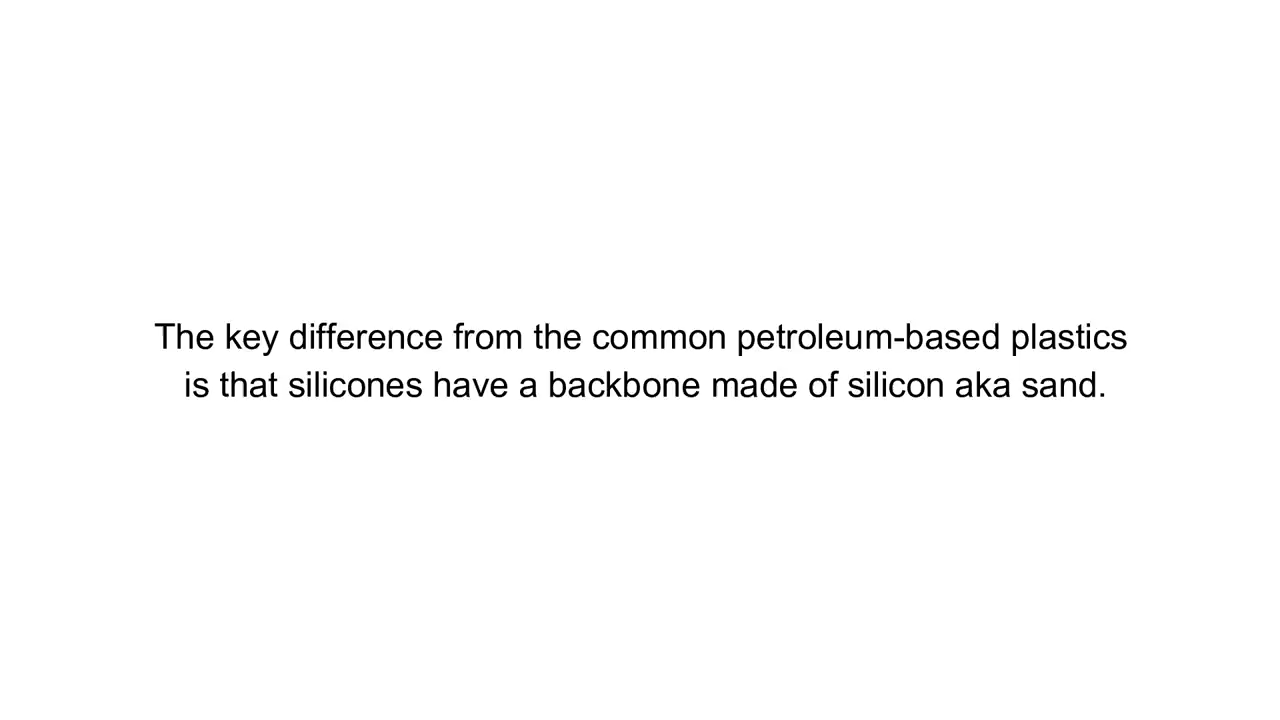 The key difference from the common petroleum-based plastics
is that silicones have a backbone made of silicon aka sand.